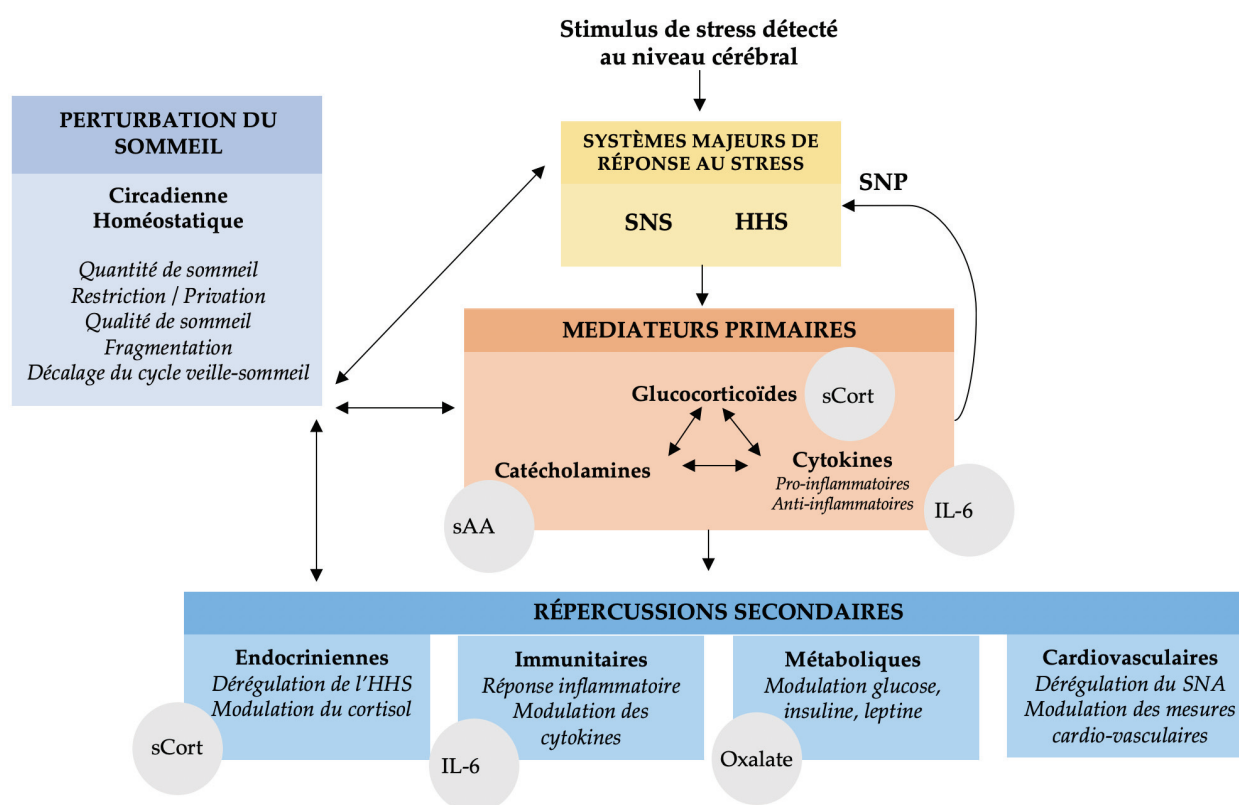 Stimulus de stress détecté
au niveau cérébral
PERTURBATION DU
SOMMEIL
Circadienne
Homéostatique
Quantité de sommeil
Restriction / Privation
Qualité de sommeil
Fragmentation
Décalage du cycle veille-sommeil
SYSTÈMES MAJEURS DE
RÉPONSE AU STRESS
SNS HHS
SNP
MEDIATEURS PRIMAIRES
Glucocorticoïdes
sCort
Catécholamines
Cytokines
Pro-inflammatoires
Anti-inflammatoires
sAA
IL-6
RÉPERCUSSIONS SECONDAIRES
Endocriniennes
Dérégulation de l'HHS
Modulation du cortisol
sCort
Immunitaires
Réponse inflammatoire
Modulation des
cytokines
IL-6
Métaboliques
Modulation glucose,
insuline, leptine
Oxalate
Cardiovasculaires
Dérégulation du SNA
Modulation des mesures
cardio-vasculaires